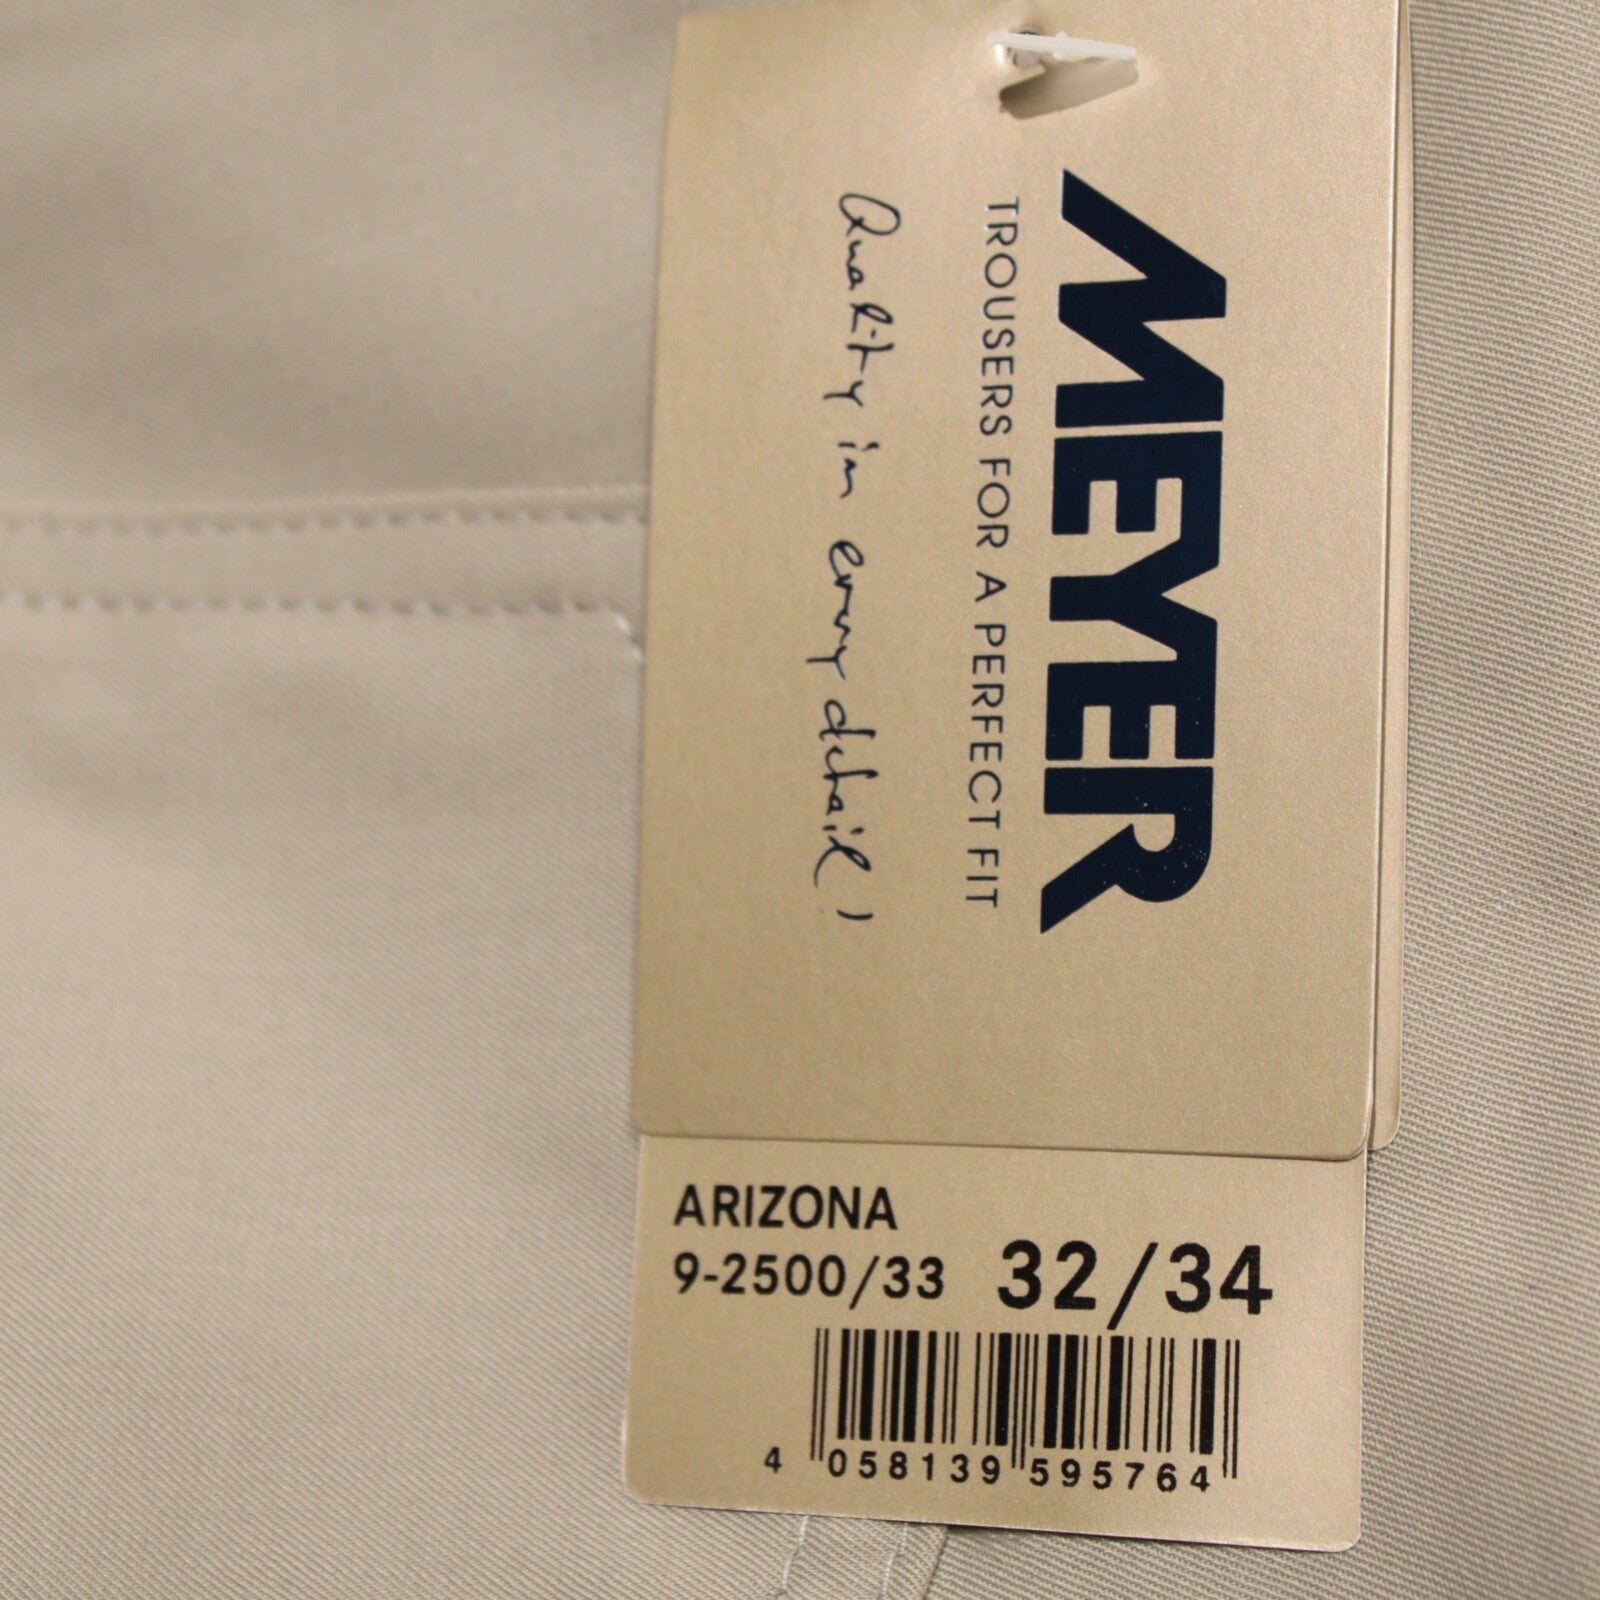 MEYER
TROUSERS FOR A PERFECT FIT
Quality in every detail!
ARIZONA
9-2500/33 32/34
4 058139 595764